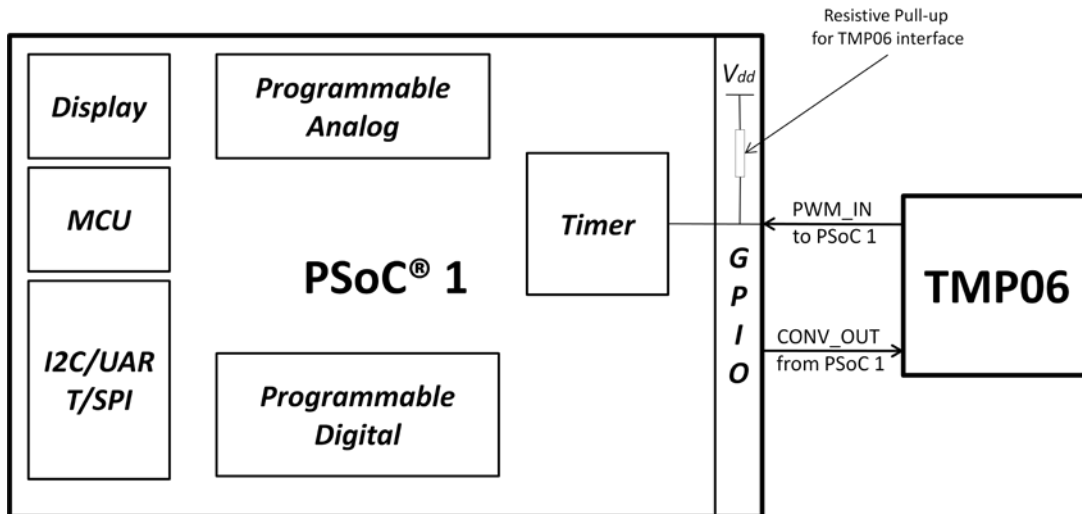 Resistive Pull-up
for TMP06 interface
Vdd
Display
Programmable
Analog
MCU
Timer
PWM_IN
to PSoC 1
TMP06
PSoC® 1
GPIO
CONV_OUT
from PSoC 1
I2C/UAR
T/SPI
Programmable
Digital